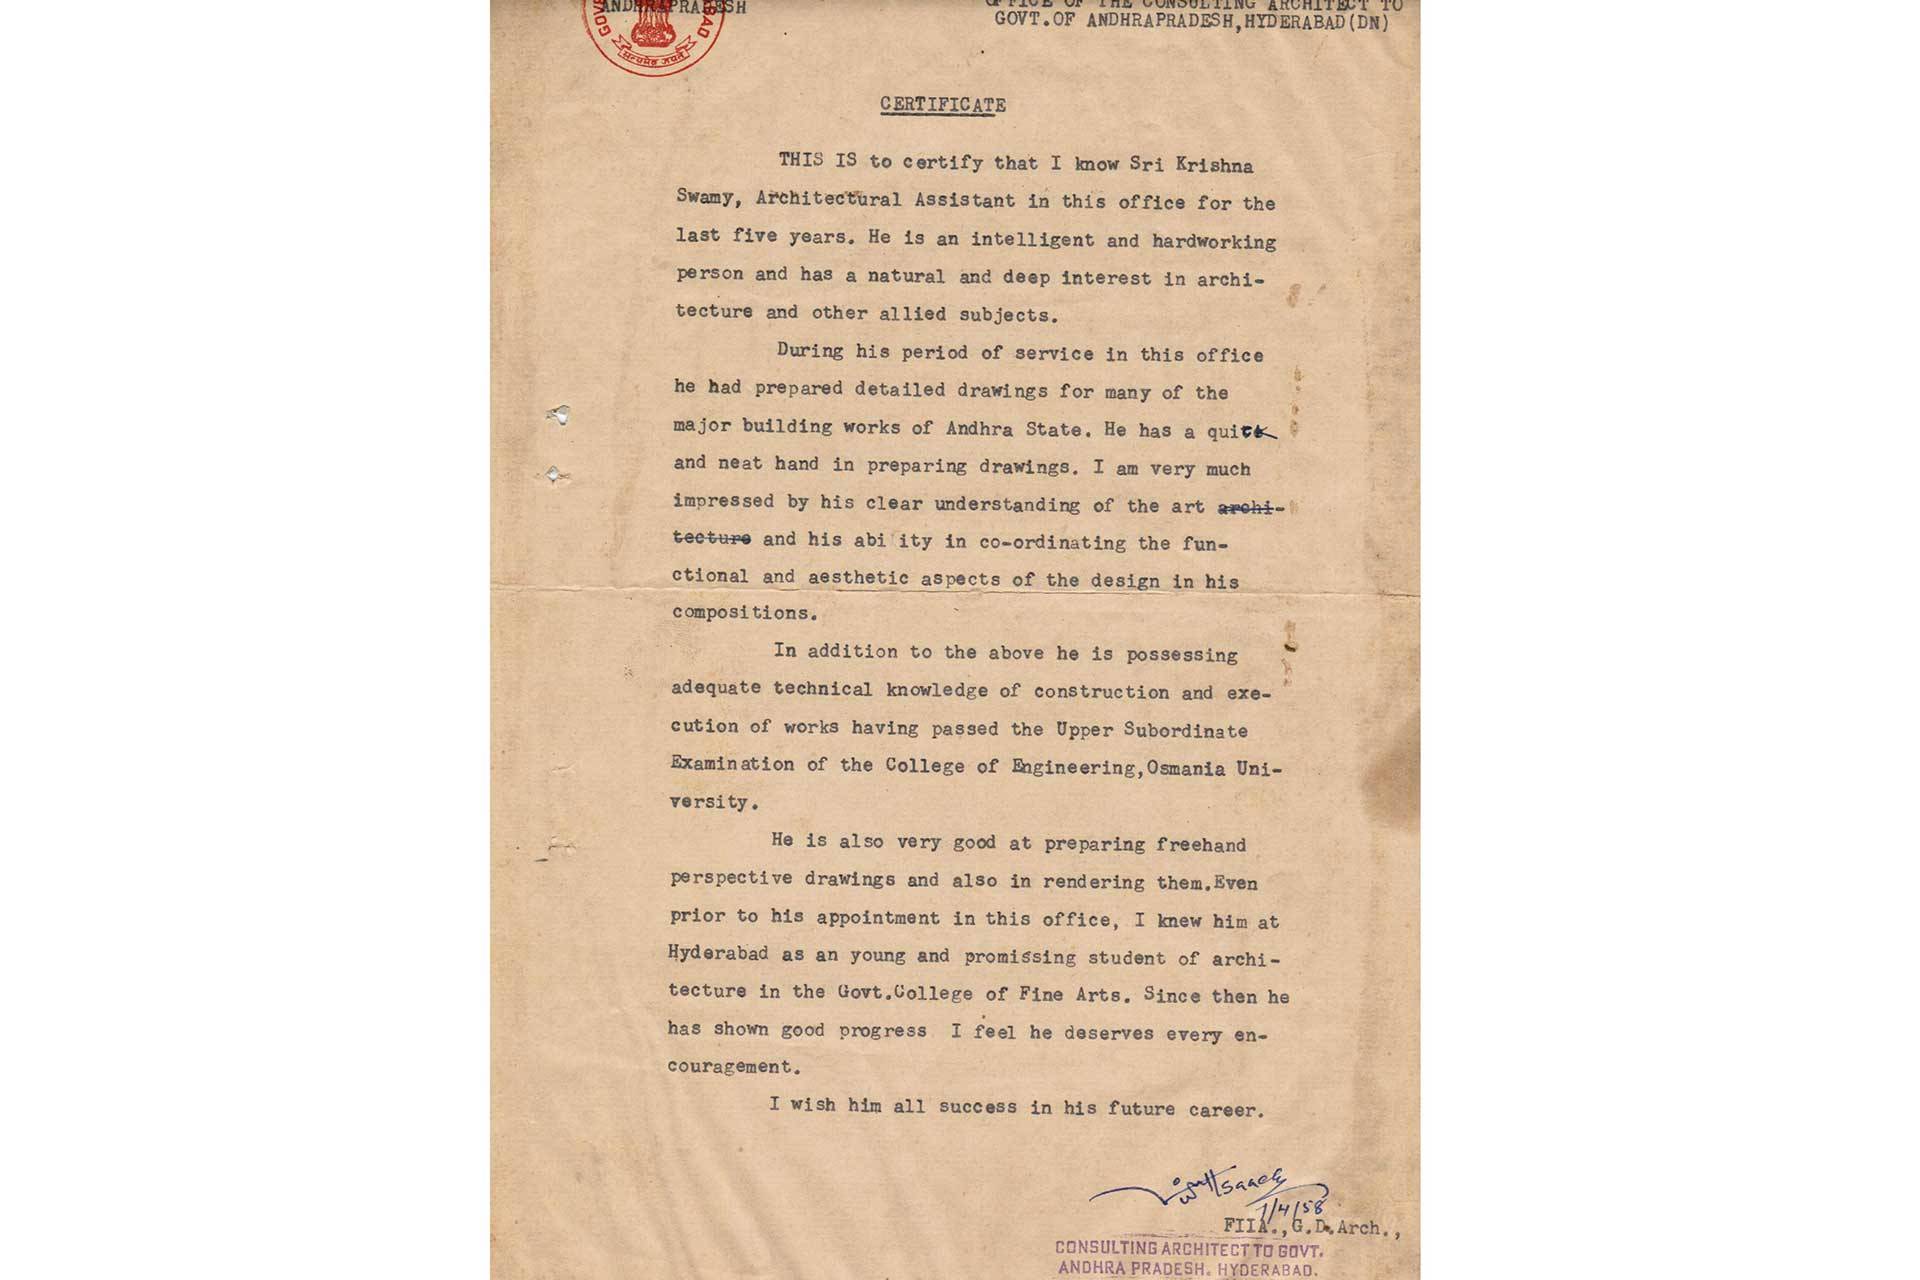 ANDHRAPRADESH
OFFICE OF THE CONSULTING ARCHITECT TO
GOVT.OF ANDHRAPRADESH,HYDERABAD(DN)
सत्यमेव जयते
CERTIFICATE
THIS IS to certify that I know Sri Krishna
Swamy, Architectural Assistant in this office for the
last five years. He is an intelligent and hardworking
person and has a natural and deep interest in archi-
tecture and other allied subjects.
During his period of service in this office
he had prepared detailed drawings for many of the
major building works of Andhra State. He has a quick
and neat hand in preparing drawings. I am very much
impressed by his clear understanding of the art archi-
tecture and his abi ity in co-ordinating the fun-
ctional and aesthetic aspects of the design in his
compositions.
In addition to the above he is possessing
adequate technical knowledge of construction and exe-
cution of works having passed the Upper Subordinate
Examination of the College of Engineering,Osmania Uni-
versity.
He is also very good at preparing freehand
perspective drawings and also in rendering them.Even
prior to his appointment in this office, I knew him at
Hyderabad as an young and promissing student of archi-
tecture in the Govt.College of Fine Arts. Since then he
has shown good progress I feel he deserves every en-
couragement.
I wish him all success in his future career.
1/4/58
FIIA.,G.D.Arch.,
CONSULTING ARCHITECT TO GOVT.
ANDHRA PRADESH. HYDERABAD.